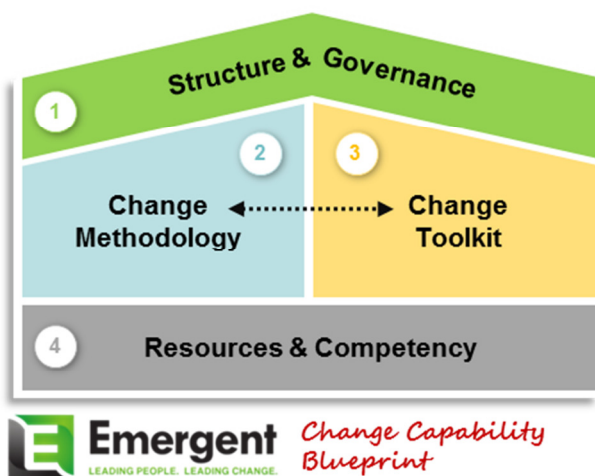 Structure & Governance
1
2
3
Change
Methodology
Change
Toolkit
4
Resources & Competency
E
Emergent
LEADING PEOPLE. LEADING CHANGE.
Change Capability
Blueprint